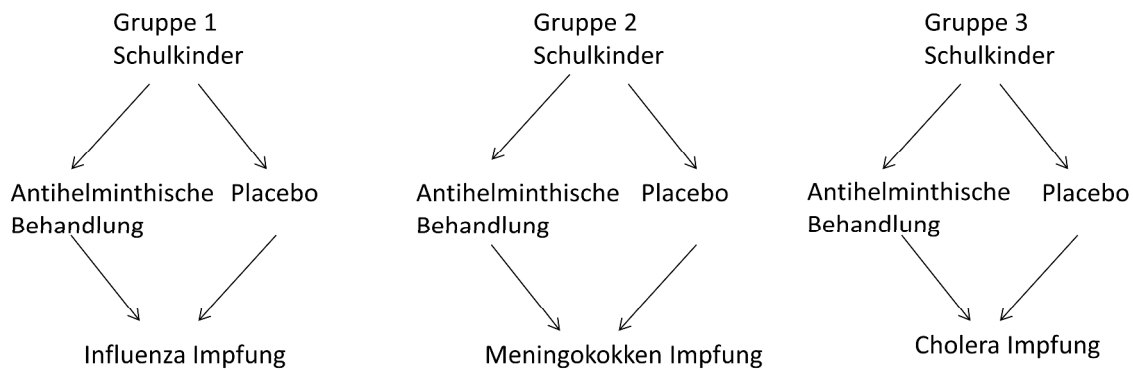 Gruppe 1
Schulkinder
Antihelminthische
Behandlung
Placebo
Influenza Impfung
Gruppe 2
Schulkinder
Antihelminthische
Behandlung
Placebo
Meningokokken Impfung
Gruppe 3
Schulkinder
Antihelminthische
Behandlung
Placebo
Cholera Impfung